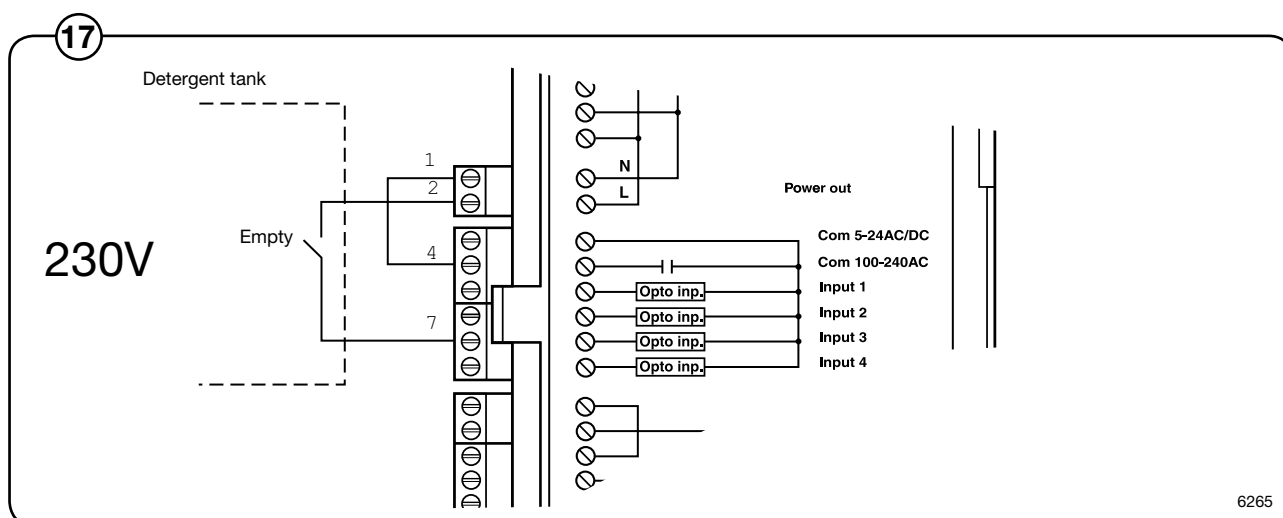 17
Detergent tank
1
2
4
7
Empty
230V
N
L
Power out
Com 5-24AC/DC
Com 100-240AC
Opto inp. Input 1
Opto inp. Input 2
Opto inp. Input 3
Opto inp. Input 4
6265